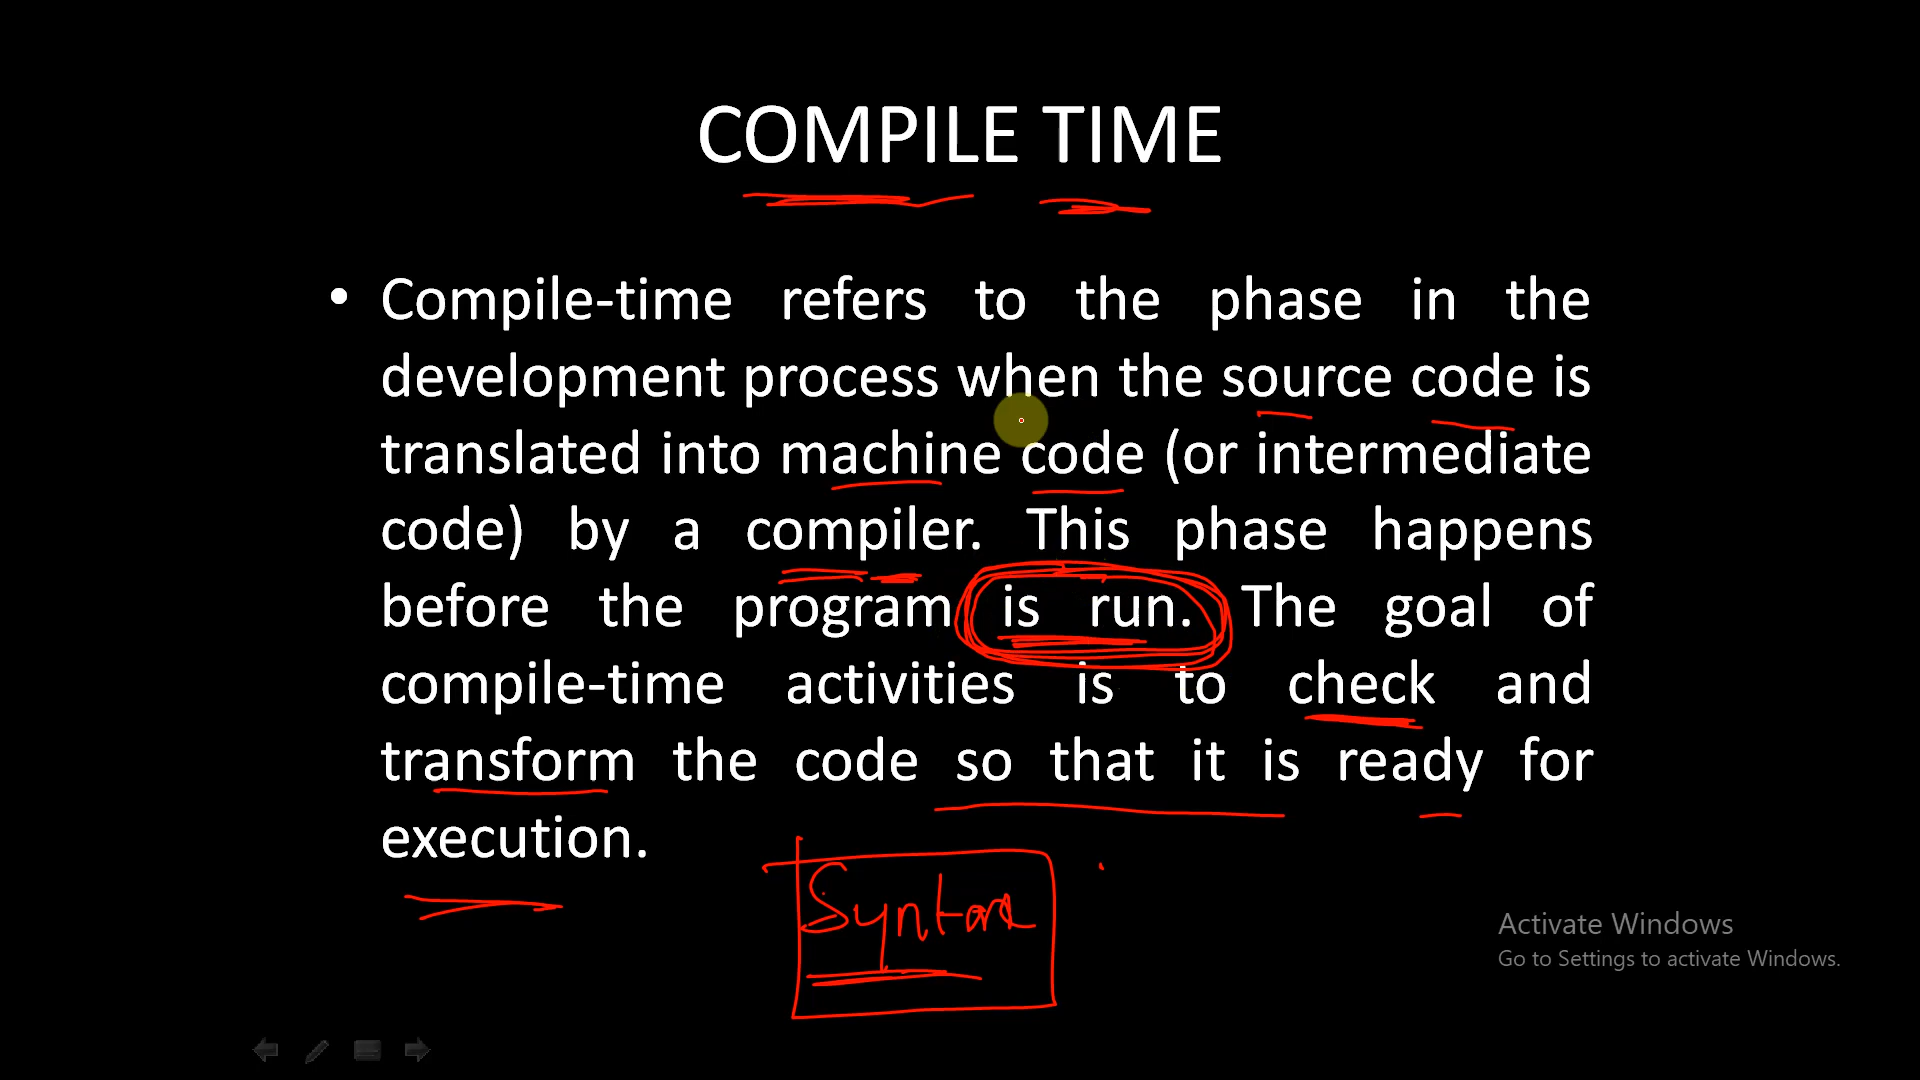 COMPILE TIME
• Compile-time refers to the phase in the
development process when the source code is
translated into machine code (or intermediate
code) by a compiler. This phase happens
before the program is run. The goal of
compile-time activities is to check and
transform the code so that it is ready for
execution.
Syntax
Activate Windows
Go to Settings to activate Windows.